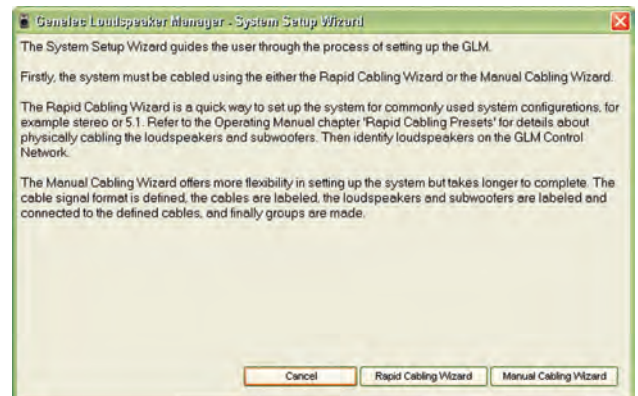 Genelec Loudspeaker Manager - System Setup Wizard
The System Setup Wizard guides the user through the process of setting up the GLM.
Firstly, the system must be cabled using the either the Rapid Cabling Wizard or the Manual Cabling Wizard.
The Rapid Cabling Wizard is a quick way to set up the system for commonly used system configurations, for
example stereo or 5.1. Refer to the Operating Manual chapter 'Rapid Cabling Presets' for details about
physically cabling the loudspeakers and subwoofers. Then identify loudspeakers on the GLM Control
Network.
The Manual Cabling Wizard offers more flexibility in setting up the system but takes longer to complete. The
cable signal format is defined, the cables are labeled, the loudspeakers and subwoofers are labeled and
connected to the defined cables, and finally groups are made.
Cancel Rapid Cabling Wizard Manual Cabling Wizard